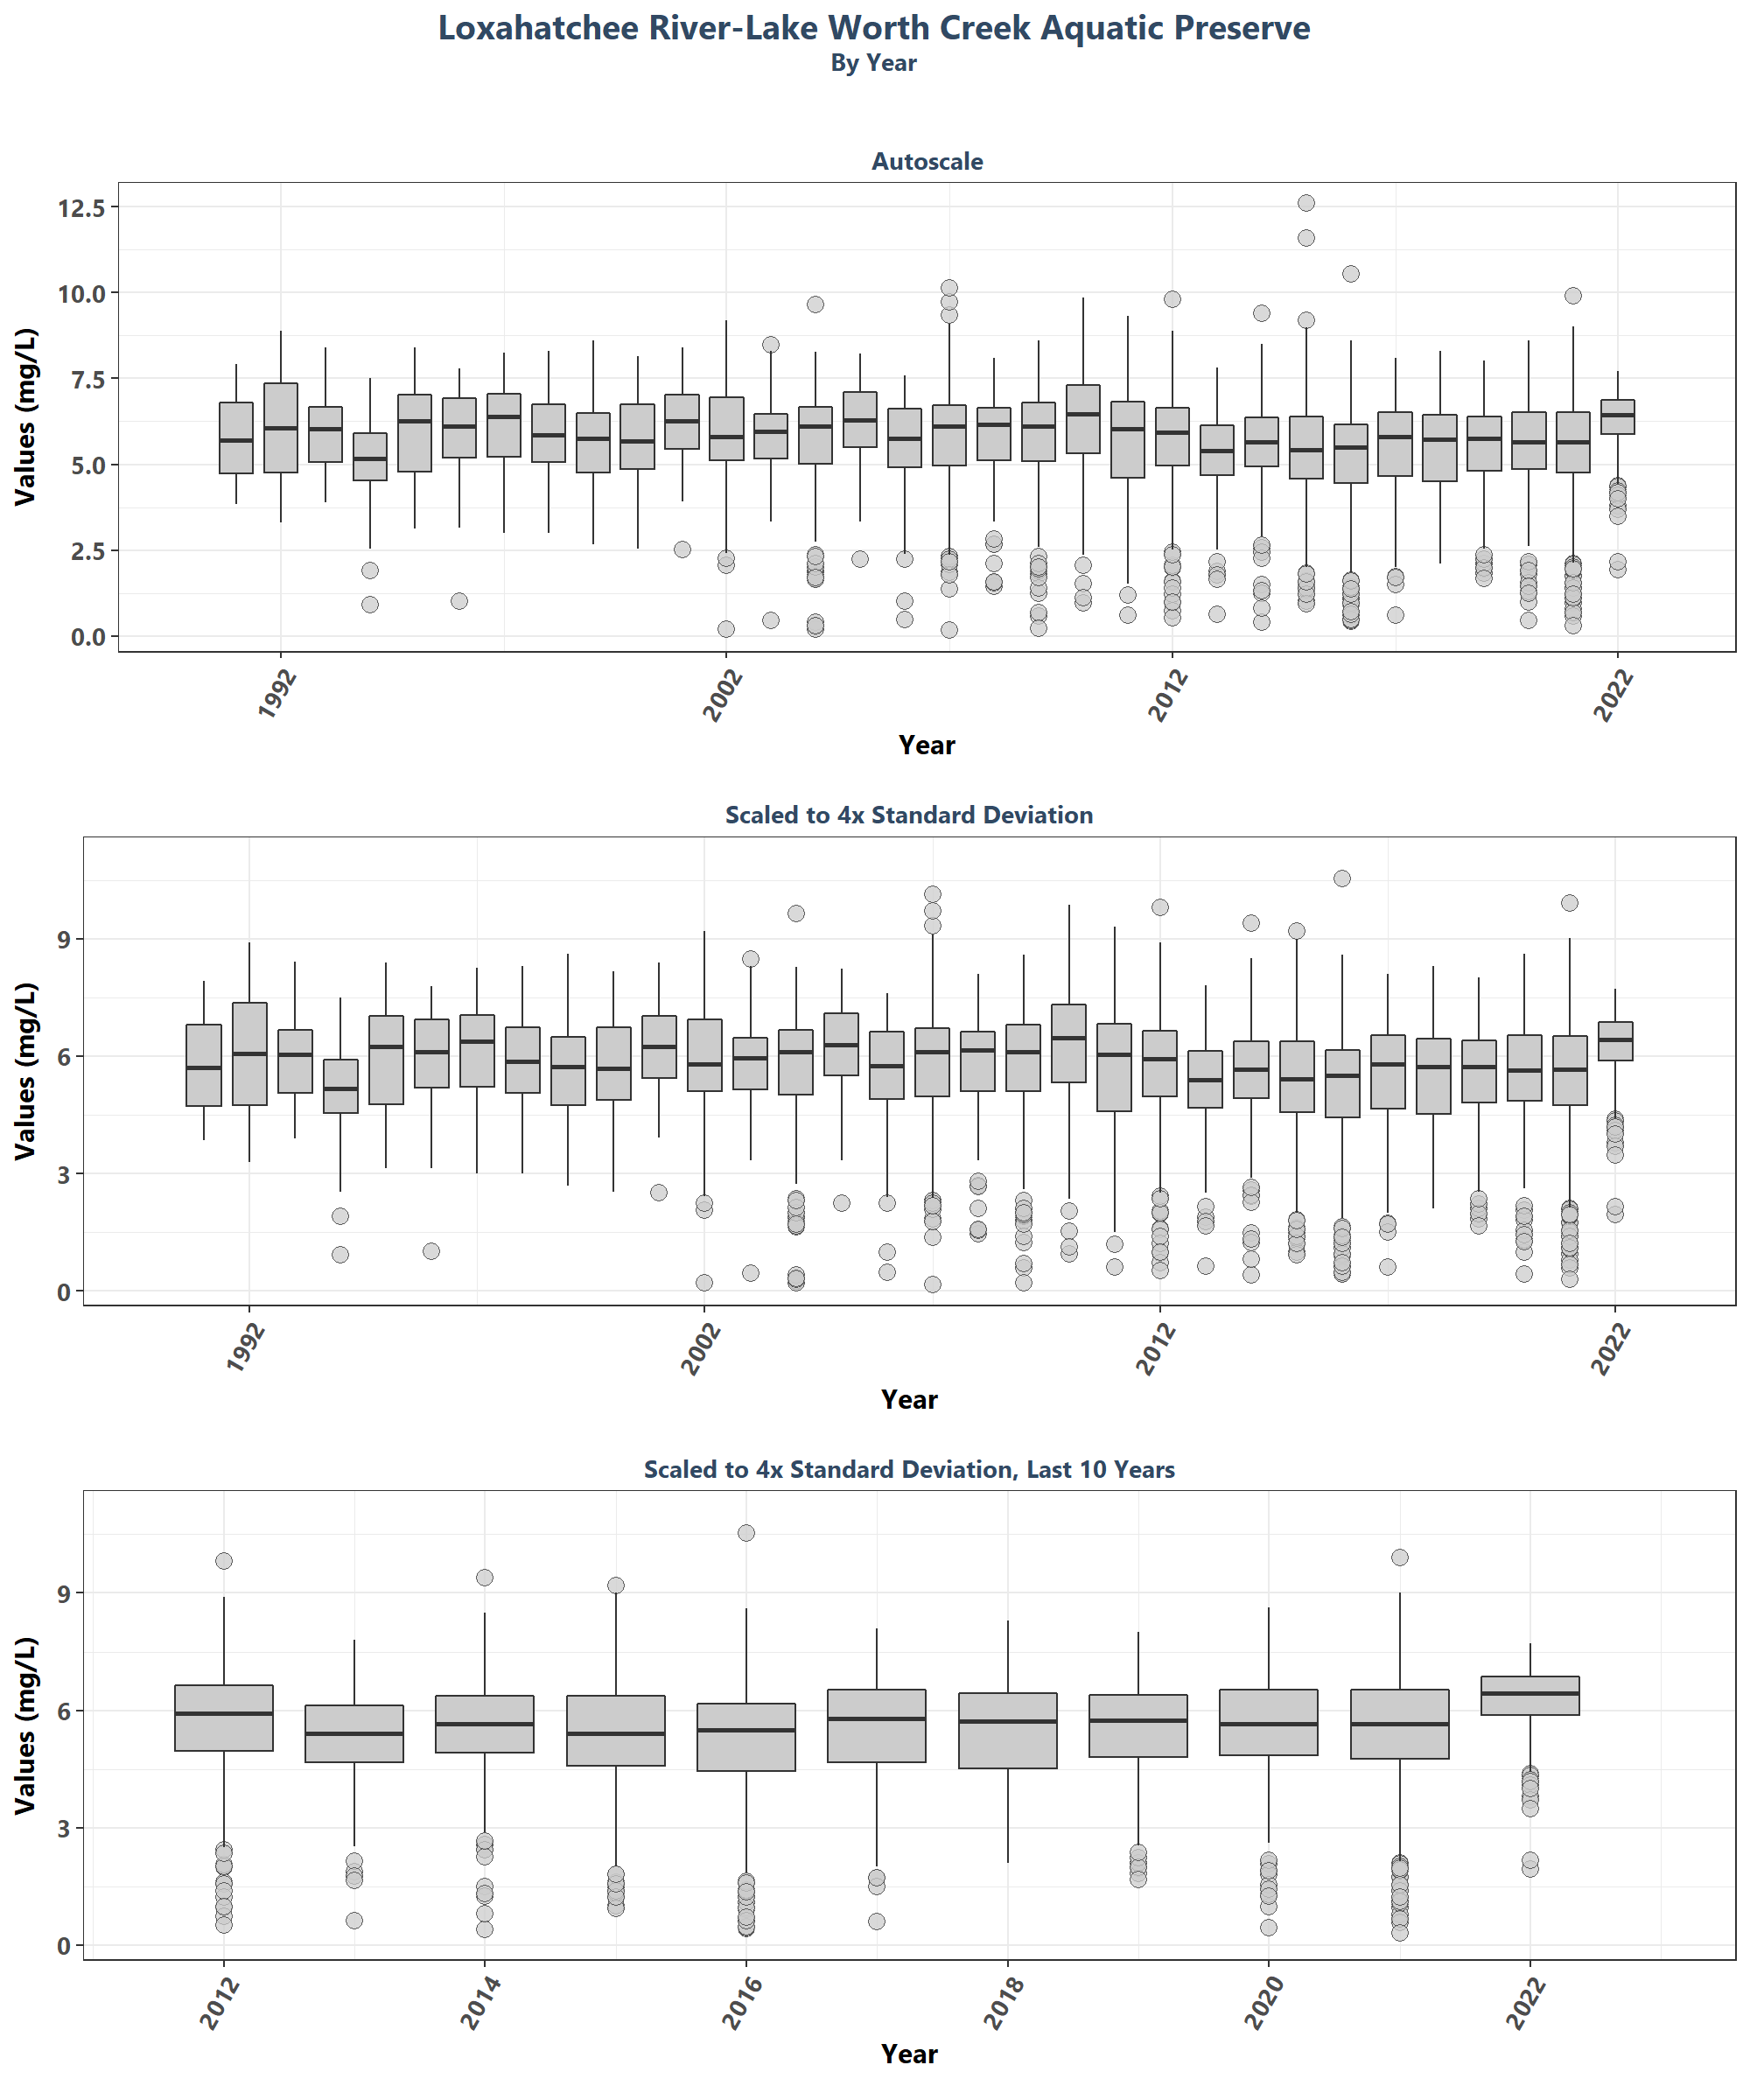 Loxahatchee River-Lake Worth Creek Aquatic Preserve
By Year
Autoscale
Values (mg/L)
12.5
10.0
7.5
5.0
2.5
0.0
1992
2002
2012
2022
Year
Scaled to 4x Standard Deviation
Values (mg/L)
9
6
3
0
1992
2002
2012
2022
Year
Scaled to 4x Standard Deviation, Last 10 Years
Values (mg/L)
9
6
3
0
2012
2014
2016
2018
2020
2022
Year